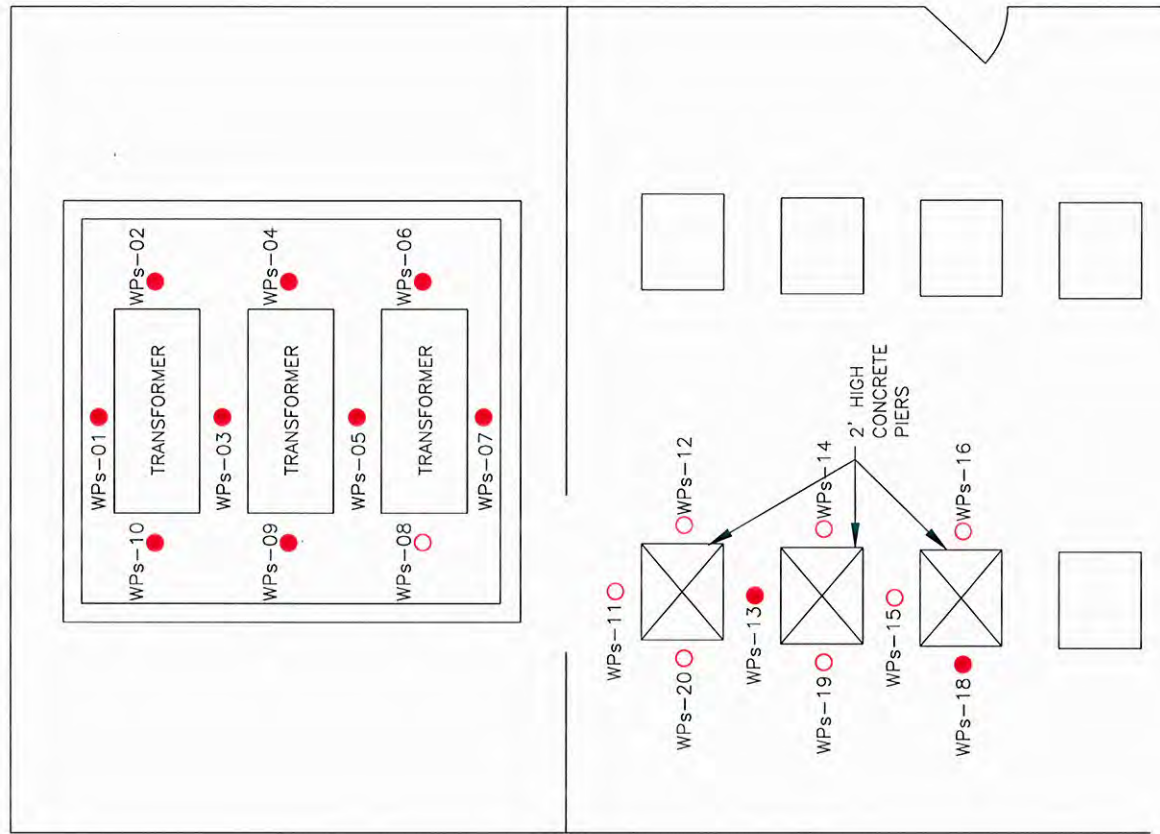 WPs-01
WPs-02
WPs-10
TRANSFORMER
WPs-03
WPs-04
WPs-09
TRANSFORMER
WPs-05
WPs-06
WPs-08
TRANSFORMER
WPs-07
WPs-11
WPs-12
WPs-20
WPs-13
WPs-14
WPs-19
WPs-15
WPs-16
WPs-18
2' HIGH
CONCRETE
PIERS